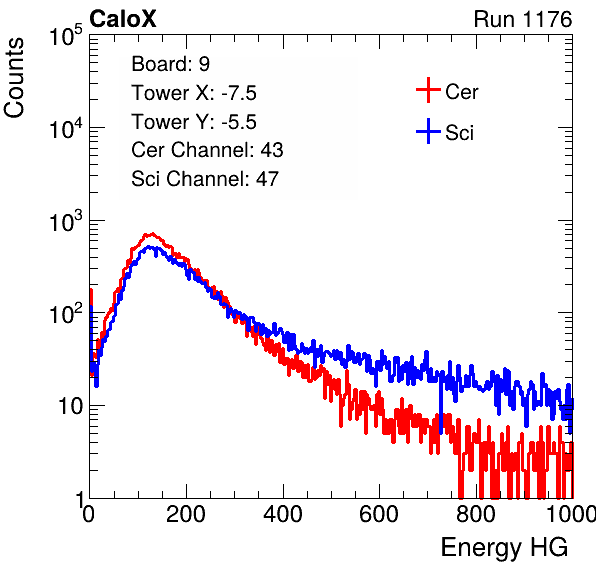 CaloX Run 1176
Counts
10^5
10^4
10^3
10^2
10
1
Board: 9
Tower X: -7.5
Tower Y: -5.5
Cer Channel: 43
Sci Channel: 47
Cer
Sci
0 200 400 600 800 1000
Energy HG